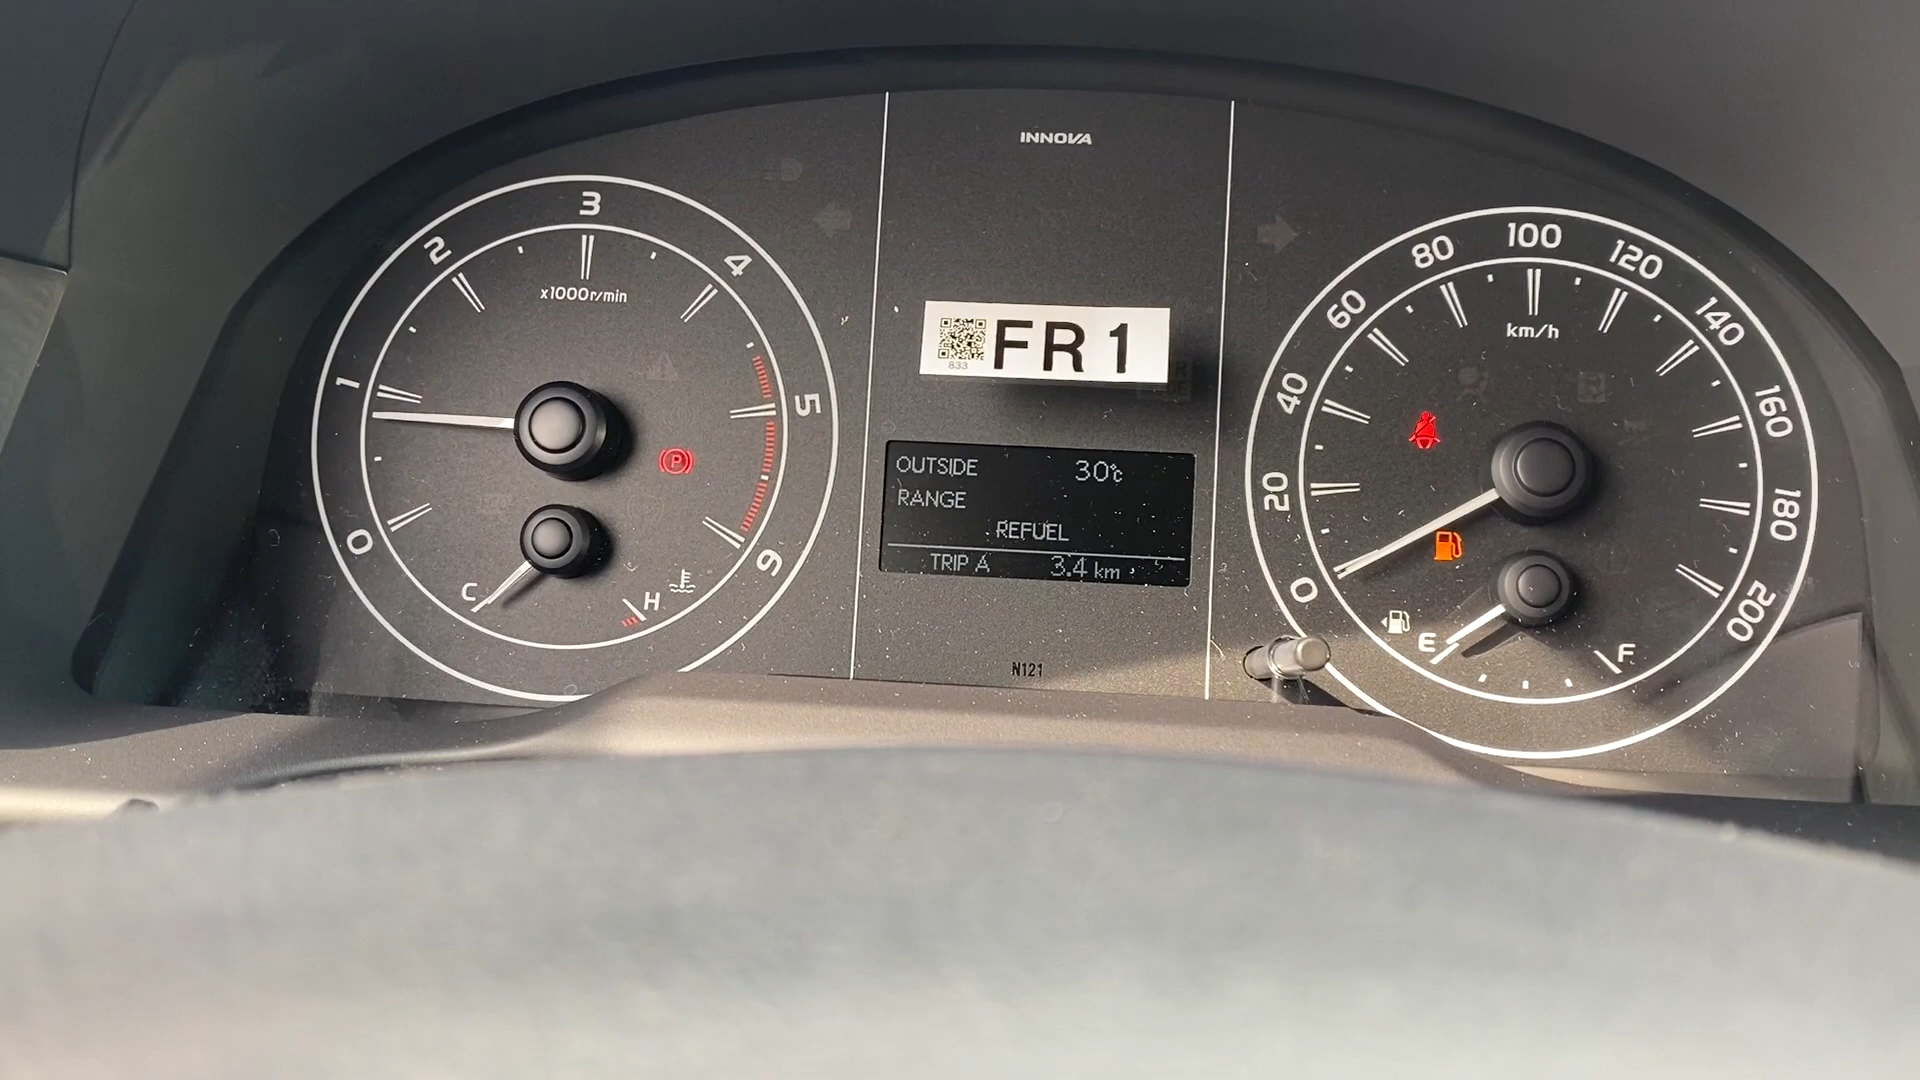 INNOVA
0 1 2 3 4 5 6
x1000r/min
P
C H
833
FR 1
OUTSIDE 30℃
RANGE
REFUEL
TRIP A 3.4 km
N121
0 20 40 60 80 100 120 140 160 180 200
km/h
E F